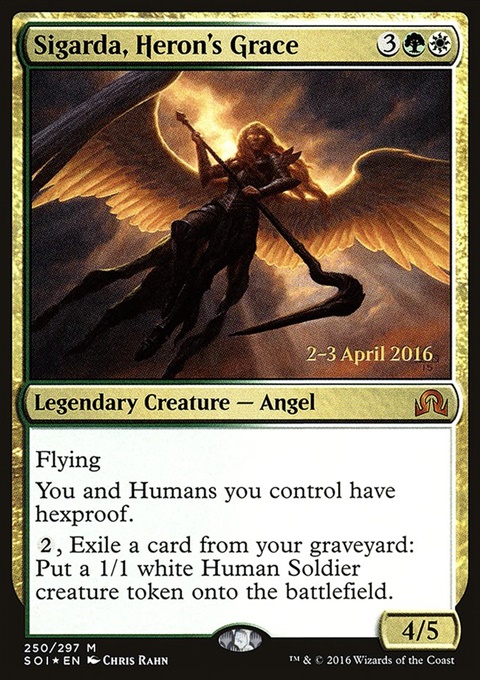 Sigarda, Heron's Grace 3
2–3 April 2016
Legendary Creature — Angel
Flying
You and Humans you control have
hexproof.
2, Exile a card from your graveyard:
Put a 1/1 white Human Soldier
creature token onto the battlefield.
4/5
250/297 M
SOI★EN Chris Rahn
™ & © 2016 Wizards of the Coast